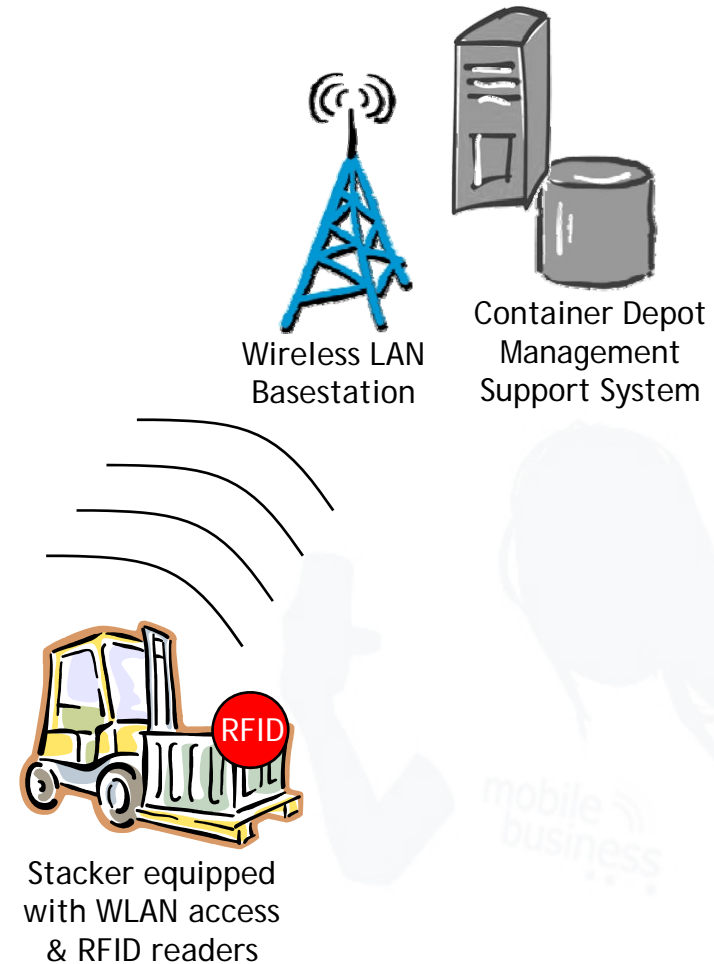 Container Depot
Management
Support System
Wireless LAN
Basestation
RFID
mobile
business
Stacker equipped
with WLAN access
& RFID readers